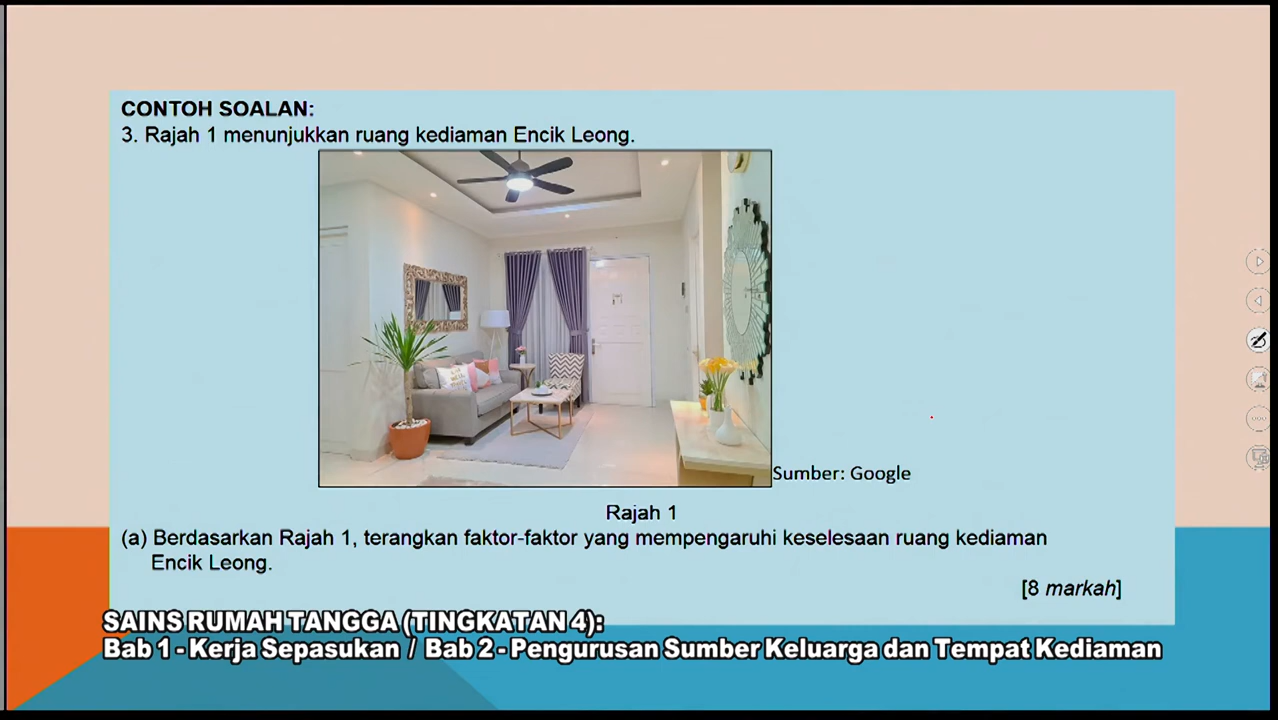 CONTOH SOALAN:
3. Rajah 1 menunjukkan ruang kediaman Encik Leong.
Sumber: Google
Rajah 1
(a) Berdasarkan Rajah 1, terangkan faktor-faktor yang mempengaruhi keselesaan ruang kediaman
Encik Leong.
[8 markah]
SAINS RUMAH TANGGA (TINGKATAN 4):
Bab 1 - Kerja Sepasukan / Bab 2 - Pengurusan Sumber Keluarga dan Tempat Kediaman